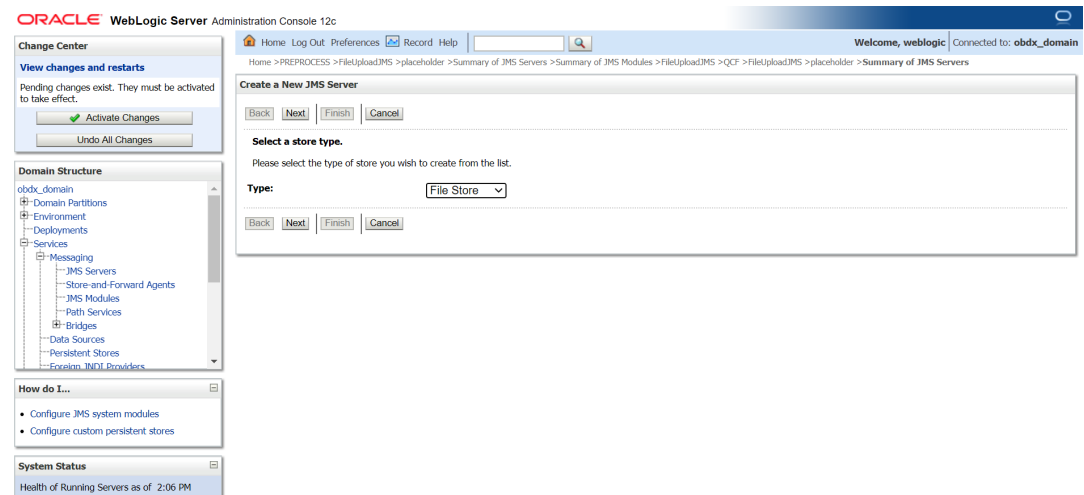 ORACLE WebLogic Server Administration Console 12c
Change Center
View changes and restarts
Pending changes exist. They must be activated
to take effect.
Activate Changes
Undo All Changes
Domain Structure
obdx_domain
Domain Partitions
Environment
Deployments
Services
Messaging
JMS Servers
Store-and-Forward Agents
JMS Modules
Path Services
Bridges
Data Sources
Persistent Stores
Foreign JNDI Providers
How do I...
Configure JMS system modules
Configure custom persistent stores
System Status
Health of Running Servers as of 2:06 PM
Home Log Out Preferences Record Help
Welcome, weblogic Connected to: obdx_domain
Home >PREPROCESS >FileUploadJMS >placeholder >Summary of JMS Servers >Summary of JMS Modules >FileUploadJMS >QCF >FileUploadJMS >placeholder >Summary of JMS Servers
Create a New JMS Server
Back Next Finish Cancel
Select a store type.
Please select the type of store you wish to create from the list.
Type: File Store
Back Next Finish Cancel